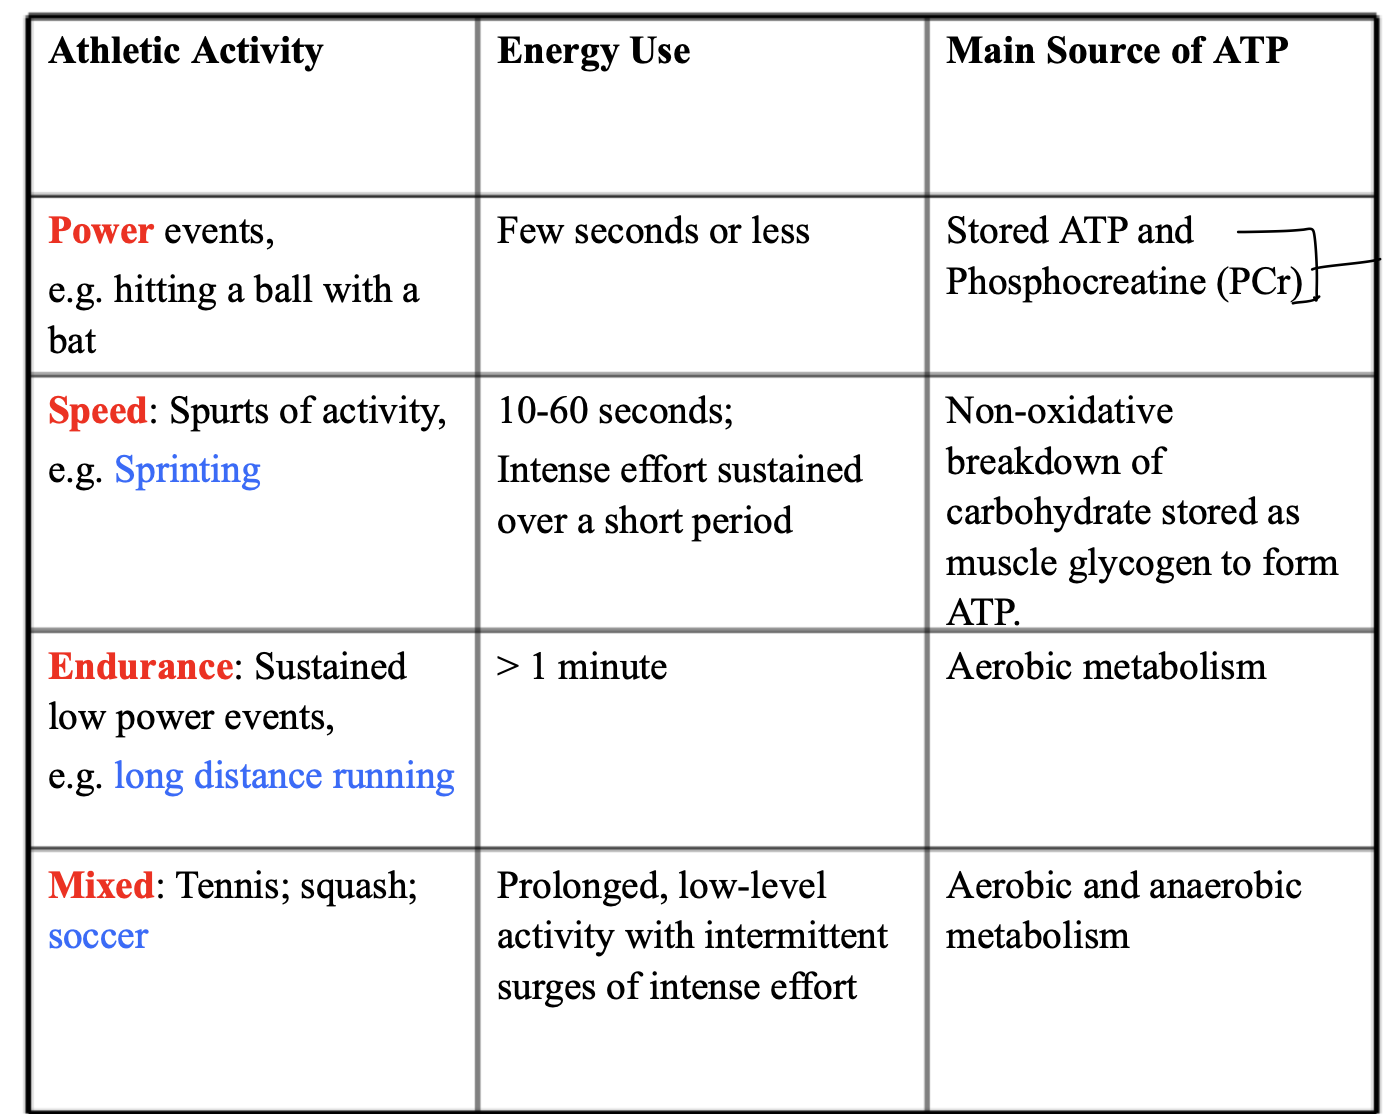 Athletic Activity
Energy Use
Main Source of ATP
Power events,
e.g. hitting a ball with a
bat
Few seconds or less
Stored ATP and
Phosphocreatine (PCr)
Speed: Spurts of activity,
e.g. Sprinting
10-60 seconds;
Intense effort sustained
over a short period
Non-oxidative
breakdown of
carbohydrate stored as
muscle glycogen to form
ATP.
Endurance: Sustained
low power events,
e.g. long distance running
> 1 minute
Aerobic metabolism
Mixed: Tennis; squash;
soccer
Prolonged, low-level
activity with intermittent
surges of intense effort
Aerobic and anaerobic
metabolism